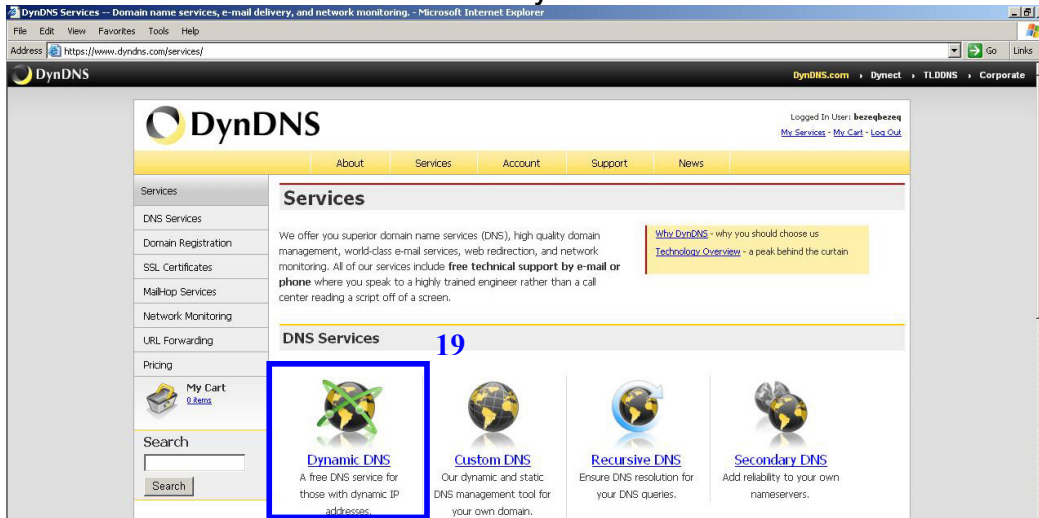 DynDNS Services -- Domain name services, e-mail delivery, and network monitoring. - Microsoft Internet Explorer
File Edit View Favorites Tools Help
Address https://www.dyndns.com/services/ Go Links
DynDNS
DynDNS.com › Dynect › TLDDNS › Corporate
DynDNS
Logged In User: bezeqbezeq
My Services - My Cart - Log Out
About Services Account Support News
Services
DNS Services
Domain Registration
SSL Certificates
MailHop Services
Network Monitoring
URL Forwarding
Pricing
My Cart
0 items
Search
Search
Services
We offer you superior domain name services (DNS), high quality domain
management, world-class e-mail services, web redirection, and network
monitoring. All of our services include free technical support by e-mail or
phone where you speak to a highly trained engineer rather than a call
center reading a script off of a screen.
Why DynDNS - why you should choose us
Technology Overview - a peak behind the curtain
DNS Services
19
Dynamic DNS
A free DNS service for
those with dynamic IP
addresses.
Custom DNS
Our dynamic and static
DNS management tool for
your own domain.
Recursive DNS
Ensure DNS resolution for
your DNS queries.
Secondary DNS
Add reliability to your own
nameservers.